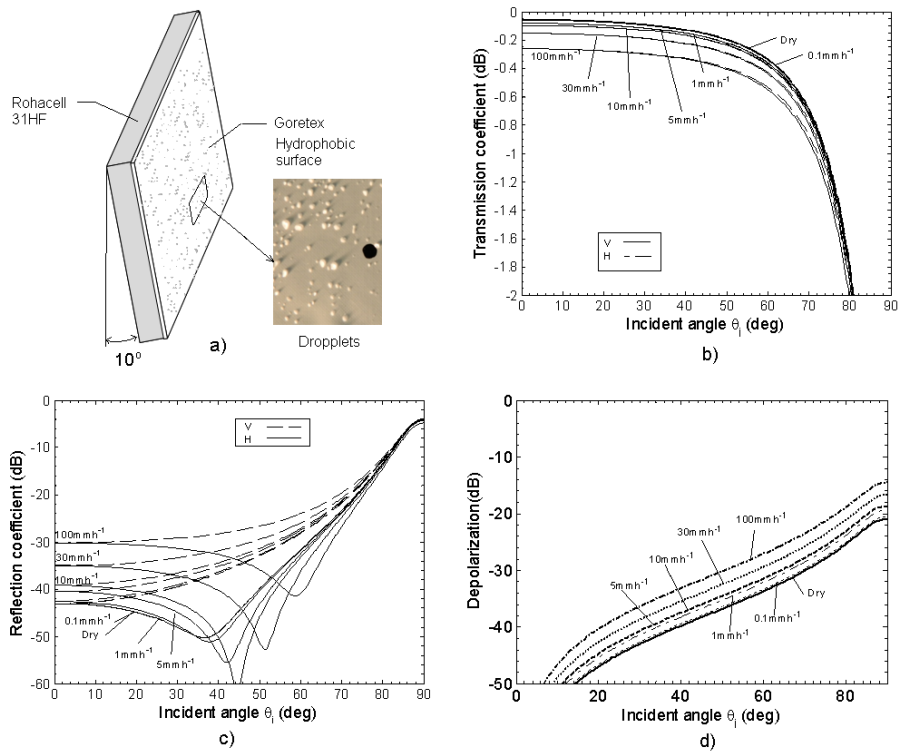 Rohacell
31HF
Goretex
Hydrophobic
surface
Dropplets
10°
a)
Transmission coefficient (dB)
0
-0.2
-0.4
-0.6
-0.8
-1
-1.2
-1.4
-1.6
-1.8
-2
Dry
0.1mmh-1
100mmh-1
1mmh-1
30mmh-1
10mmh-1
5mmh-1
V
H
0 10 20 30 40 50 60 70 80 90
Incident angle θi (deg)
b)
Reflection coefficient (dB)
0
-10
-20
-30
-40
-50
-60
V
H
100mmh-1
30mmh-1
10mmh-1
0.1mmh-1
Dry
1mmh-1
5mmh-1
0 10 20 30 40 50 60 70 80 90
Incident angle θi (deg)
c)
Depolarization(dB)
0
-10
-20
-30
-40
-50
100mmh-1
30mmh-1
10mmh-1
5mmh-1
Dry
0.1mmh-1
1mmh-1
0 20 40 60 80
Incident angle θi (deg)
d)